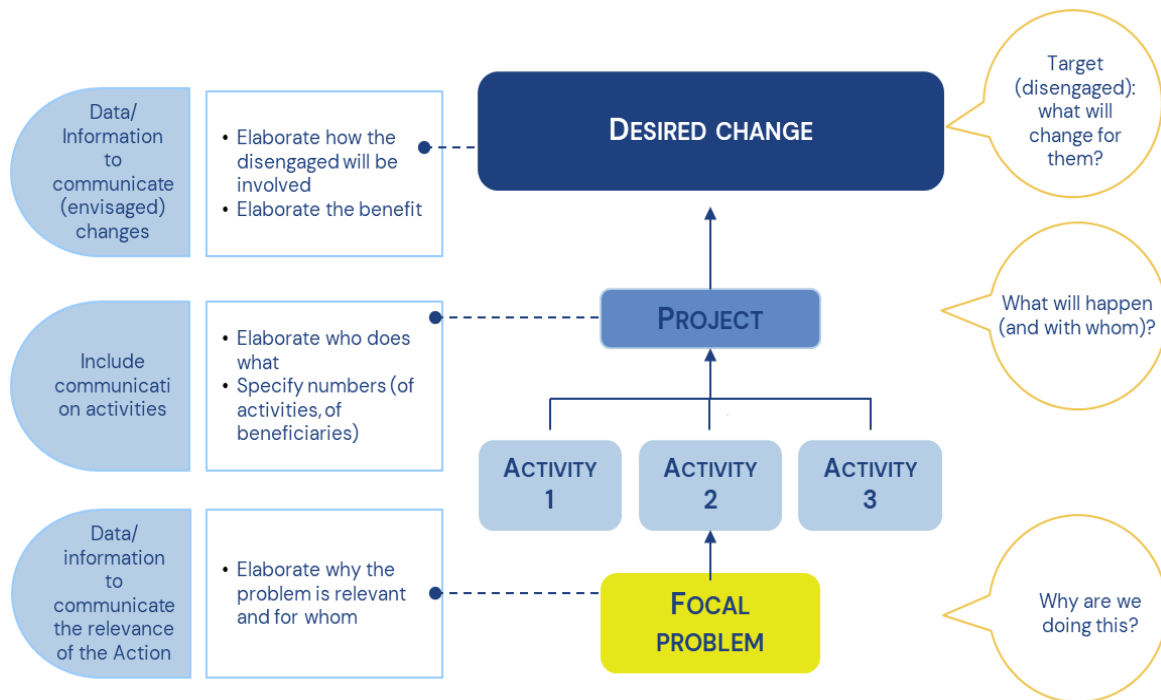 Data/
Information
to
communicate
(envisaged)
changes
• Elaborate how the
disengaged will be
involved
• Elaborate the benefit
DESIRED CHANGE
Target
(disengaged):
what will
change for
them?
Include
communicati
on activities
• Elaborate who does
what
• Specify numbers (of
activities, of
beneficiaries)
PROJECT
What will happen
(and with whom)?
ACTIVITY
1
ACTIVITY
2
ACTIVITY
3
Data/
information
to
communicate
the relevance
of the Action
• Elaborate why the
problem is relevant
and for whom
FOCAL
PROBLEM
Why are we
doing this?